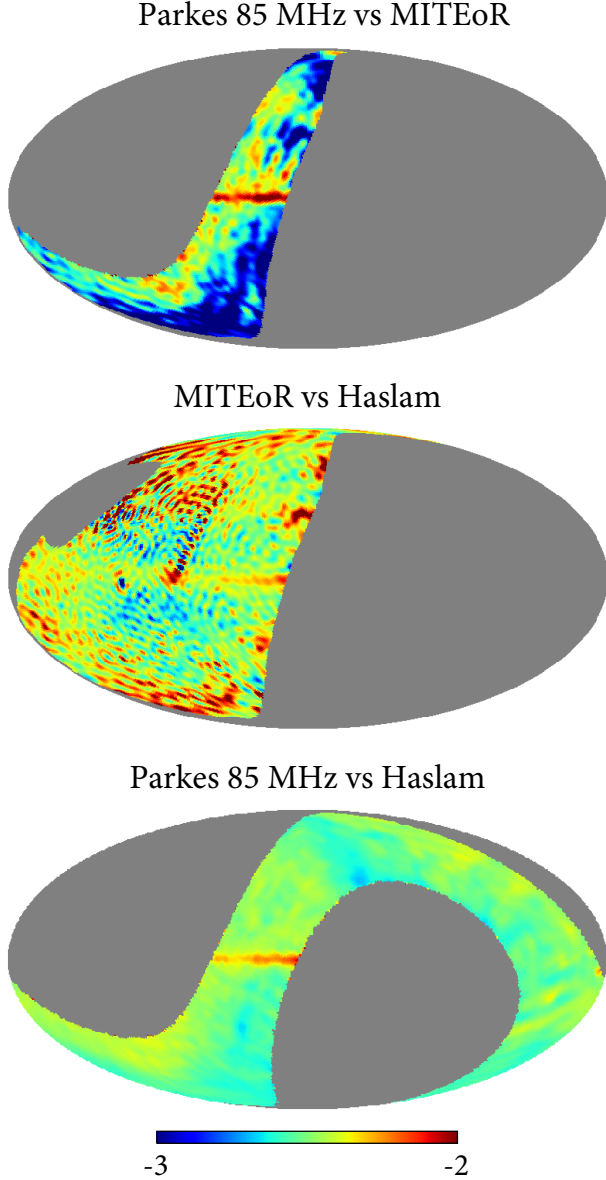 Parkes 85 MHz vs MITEoR
MITEoR vs Haslam
Parkes 85 MHz vs Haslam
-3 -2